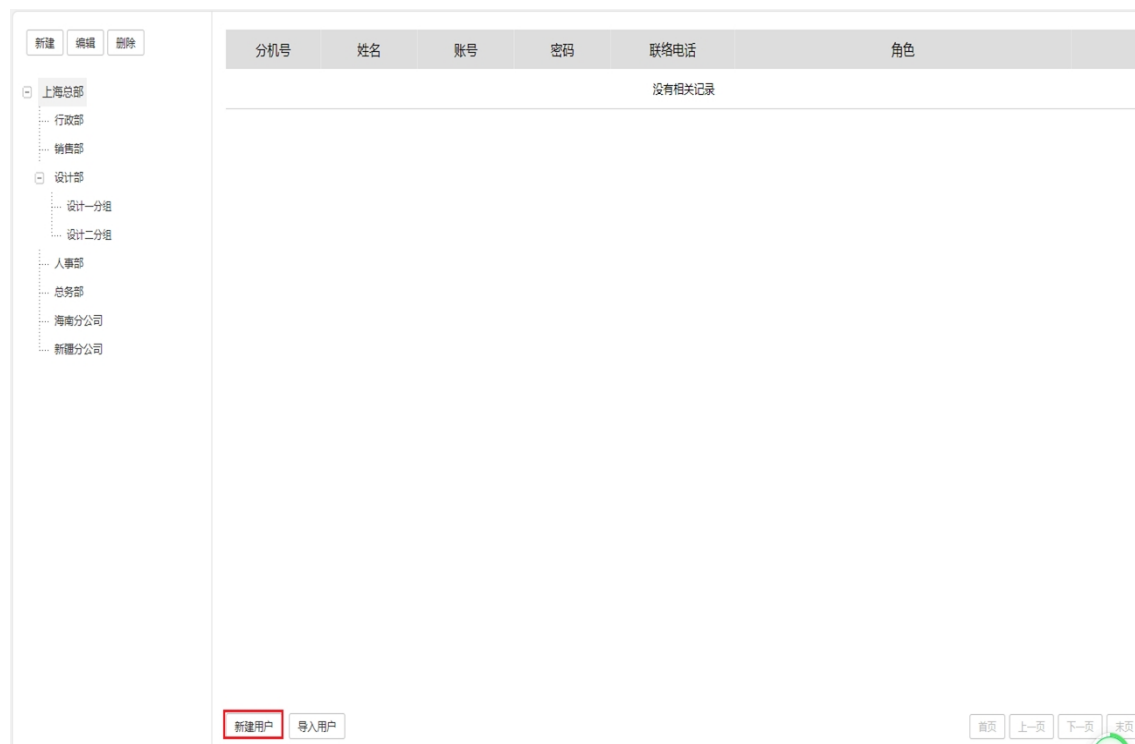 新建 编辑 删除
上海总部
行政部
销售部
设计部
设计一分组
设计二分组
人事部
总务部
海南分公司
新疆分公司
分机号 姓名 账号 密码 联络电话 角色
没有相关记录
新建用户 导入用户 首页 上一页 下一页 末页